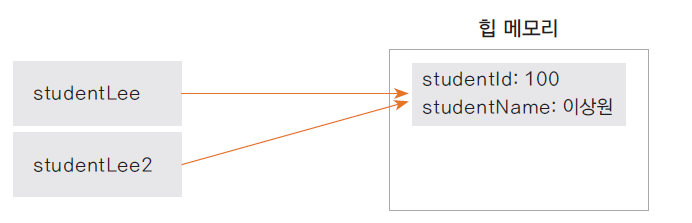 힙 메모리
studentLee
studentId: 100
studentName: 이상원
studentLee2